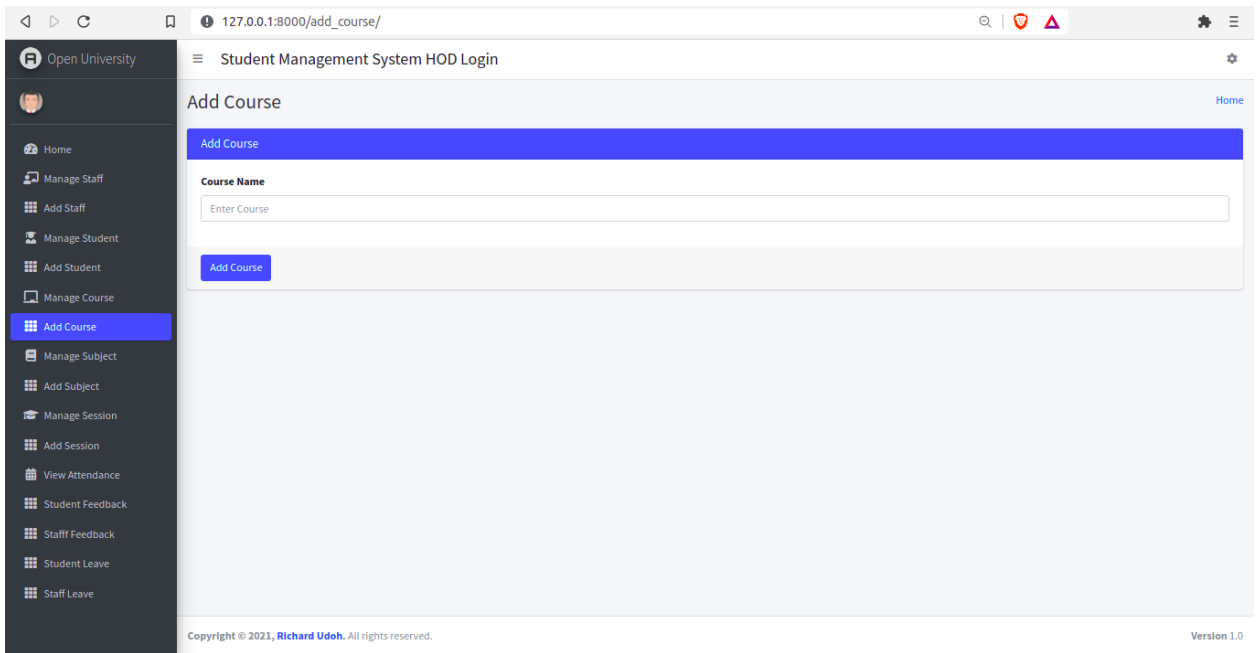 127.0.0.1:8000/add_course/
Open University
Student Management System HOD Login
Add Course
Home
Home
Manage Staff
Add Staff
Manage Student
Add Student
Manage Course
Add Course
Manage Subject
Add Subject
Manage Session
Add Session
View Attendance
Student Feedback
Stafff Feedback
Student Leave
Staff Leave
Add Course
Course Name
Enter Course
Add Course
Copyright © 2021, Richard Udoh. All rights reserved.
Version 1.0